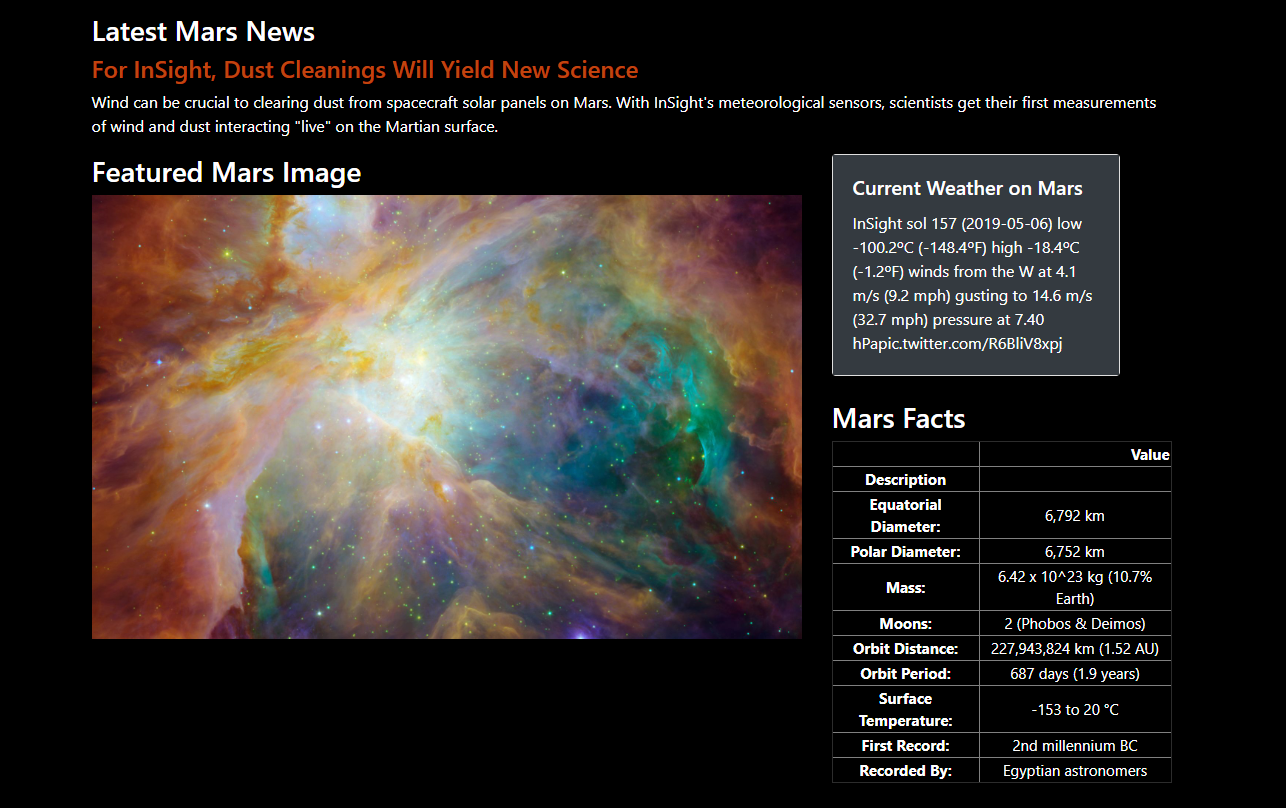 Latest Mars News
For InSight, Dust Cleanings Will Yield New Science
Wind can be crucial to clearing dust from spacecraft solar panels on Mars. With InSight's meteorological sensors, scientists get their first measurements
of wind and dust interacting "live" on the Martian surface.
Featured Mars Image
Current Weather on Mars
InSight sol 157 (2019-05-06) low
-100.2ºC (-148.4ºF) high -18.4ºC
(-1.2ºF) winds from the W at 4.1
m/s (9.2 mph) gusting to 14.6 m/s
(32.7 mph) pressure at 7.40
hPapic.twitter.com/R6BliV8xpj
Mars Facts
Value
Description
Equatorial
Diameter:
6,792 km
Polar Diameter: 6,752 km
Mass:
6.42 x 10^23 kg (10.7%
Earth)
Moons: 2 (Phobos & Deimos)
Orbit Distance: 227,943,824 km (1.52 AU)
Orbit Period: 687 days (1.9 years)
Surface
Temperature:
-153 to 20 °C
First Record: 2nd millennium BC
Recorded By: Egyptian astronomers